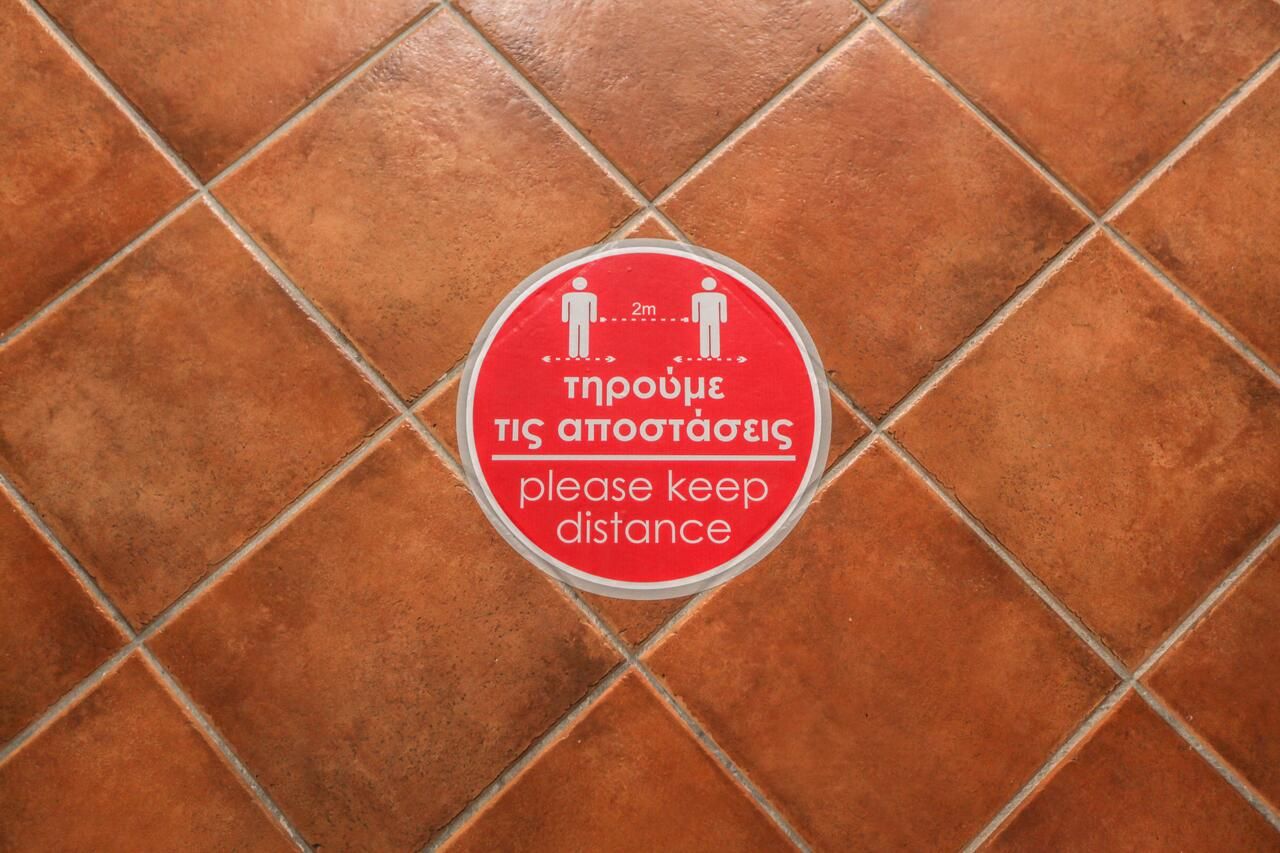 2m
τηρούμε
τις αποστάσεις
please keep
distance